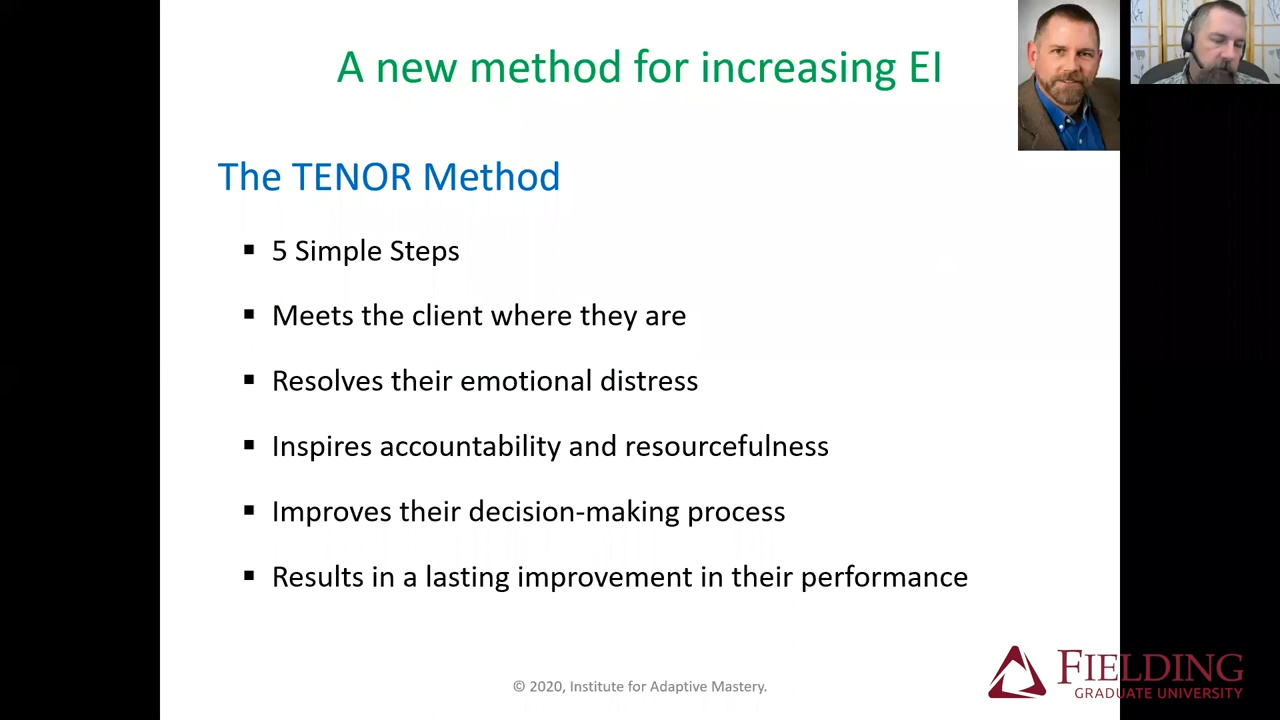 A new method for increasing EI
The TENOR Method
▪ 5 Simple Steps
▪ Meets the client where they are
▪ Resolves their emotional distress
▪ Inspires accountability and resourcefulness
▪ Improves their decision-making process
▪ Results in a lasting improvement in their performance
© 2020, Institute for Adaptive Mastery.
FIELDING
GRADUATE UNIVERSITY